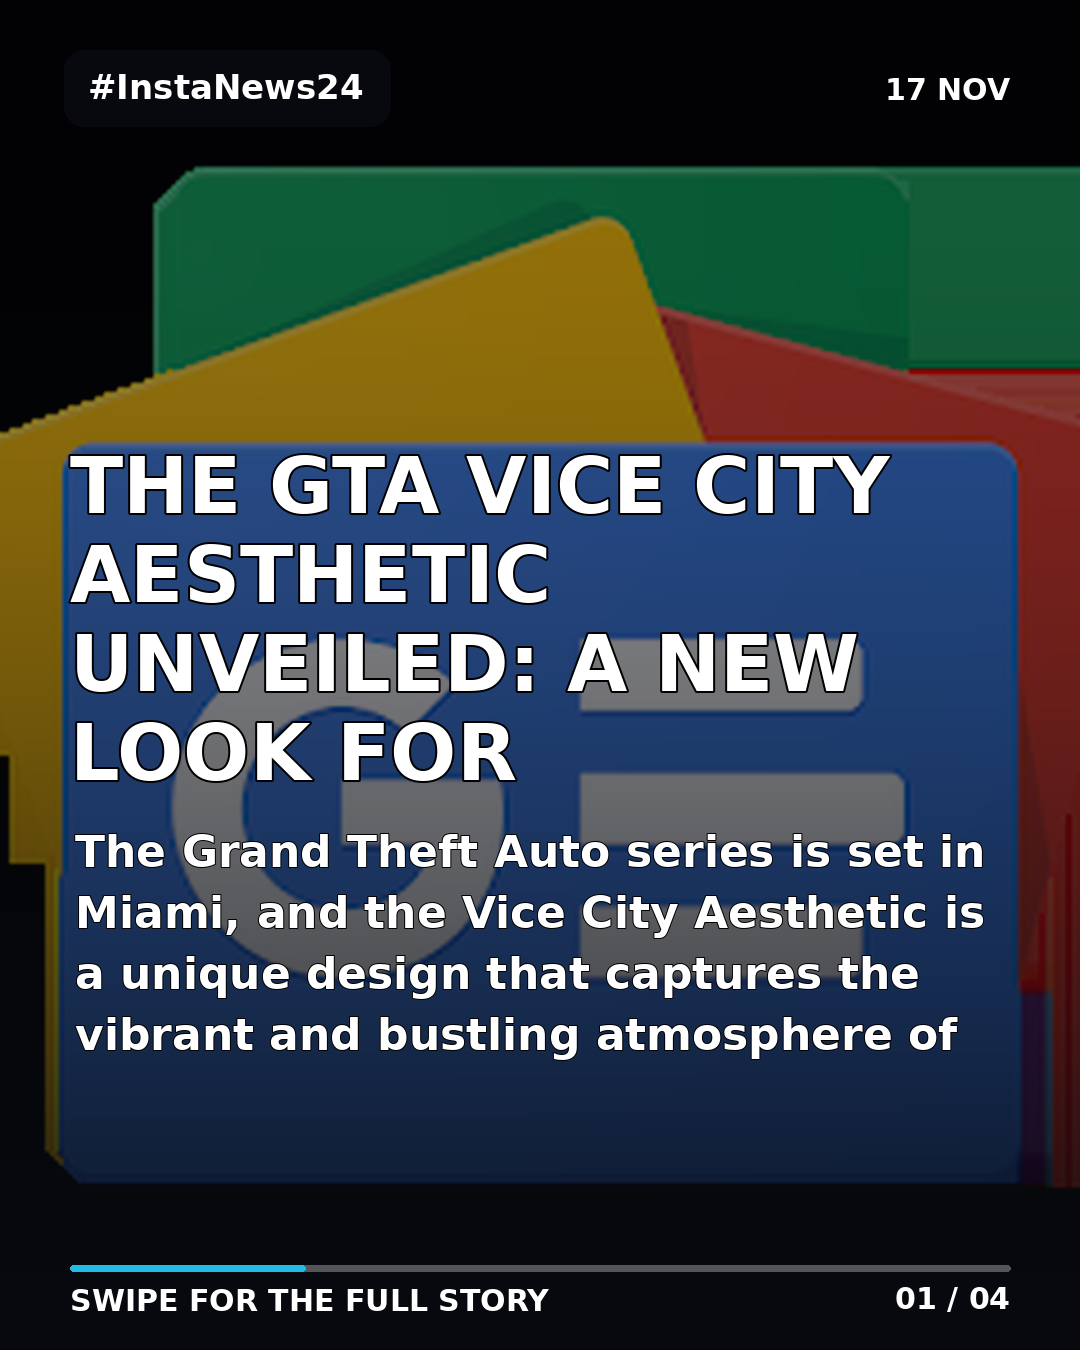 #InstaNews24
17 NOV
THE GTA VICE CITY
AESTHETIC
UNVEILED: A NEW
LOOK FOR
The Grand Theft Auto series is set in
Miami, and the Vice City Aesthetic is
a unique design that captures the
vibrant and bustling atmosphere of
G
SWIPE FOR THE FULL STORY
01 / 04